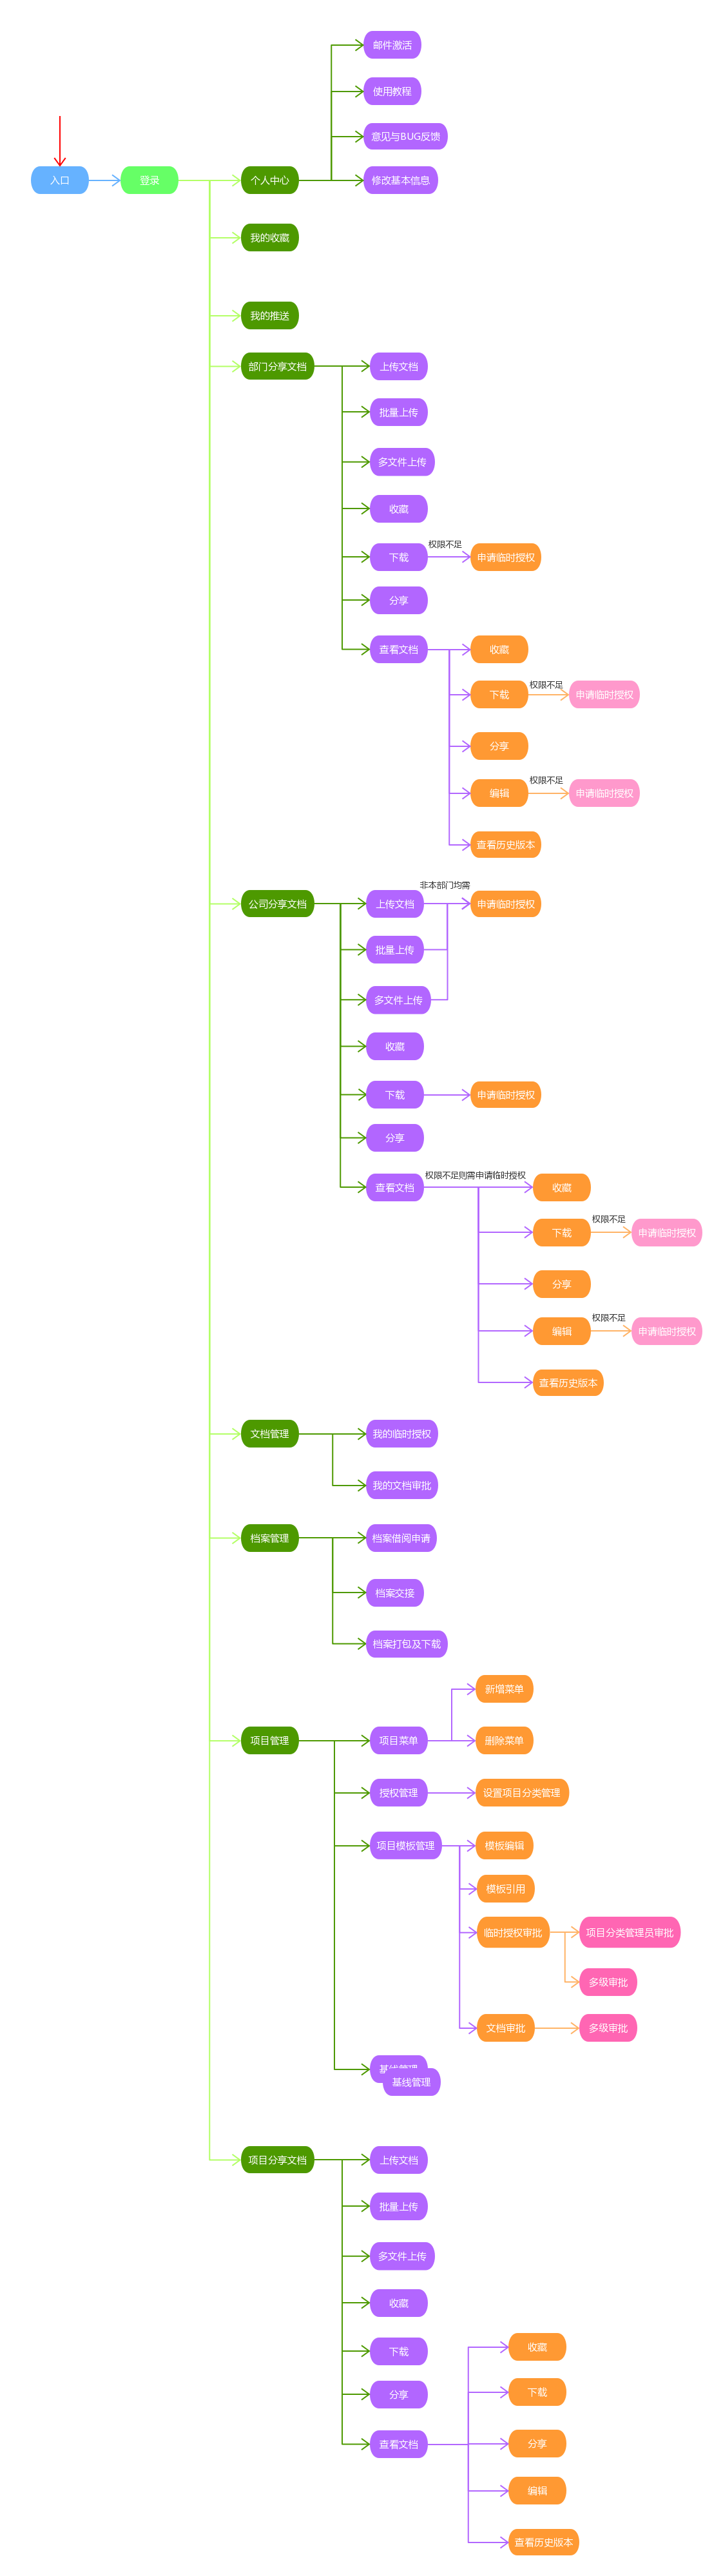 邮件激活
使用教程
意见与BUG反馈
入口
登录
个人中心
修改基本信息
我的收藏
我的推送
部门分享文档
上传文档
批量上传
多文件上传
收藏
下载
权限不足
申请临时授权
分享
查看文档
收藏
下载
权限不足
申请临时授权
分享
编辑
权限不足
申请临时授权
查看历史版本
公司分享文档
上传文档
非本部门均需
申请临时授权
批量上传
多文件上传
收藏
下载
申请临时授权
分享
查看文档
权限不足则需申请临时授权
收藏
下载
权限不足
申请临时授权
分享
编辑
权限不足
申请临时授权
查看历史版本
文档管理
我的临时授权
我的文档审批
档案管理
档案借阅申请
档案交接
档案打包及下载
新增菜单
项目管理
项目菜单
删除菜单
授权管理
设置项目分类管理
项目模板管理
模板编辑
模板引用
临时授权审批
项目分类管理员审批
多级审批
文档审批
多级审批
基线管理
基线管理
项目分享文档
上传文档
批量上传
多文件上传
收藏
下载
分享
查看文档
收藏
下载
分享
编辑
查看历史版本